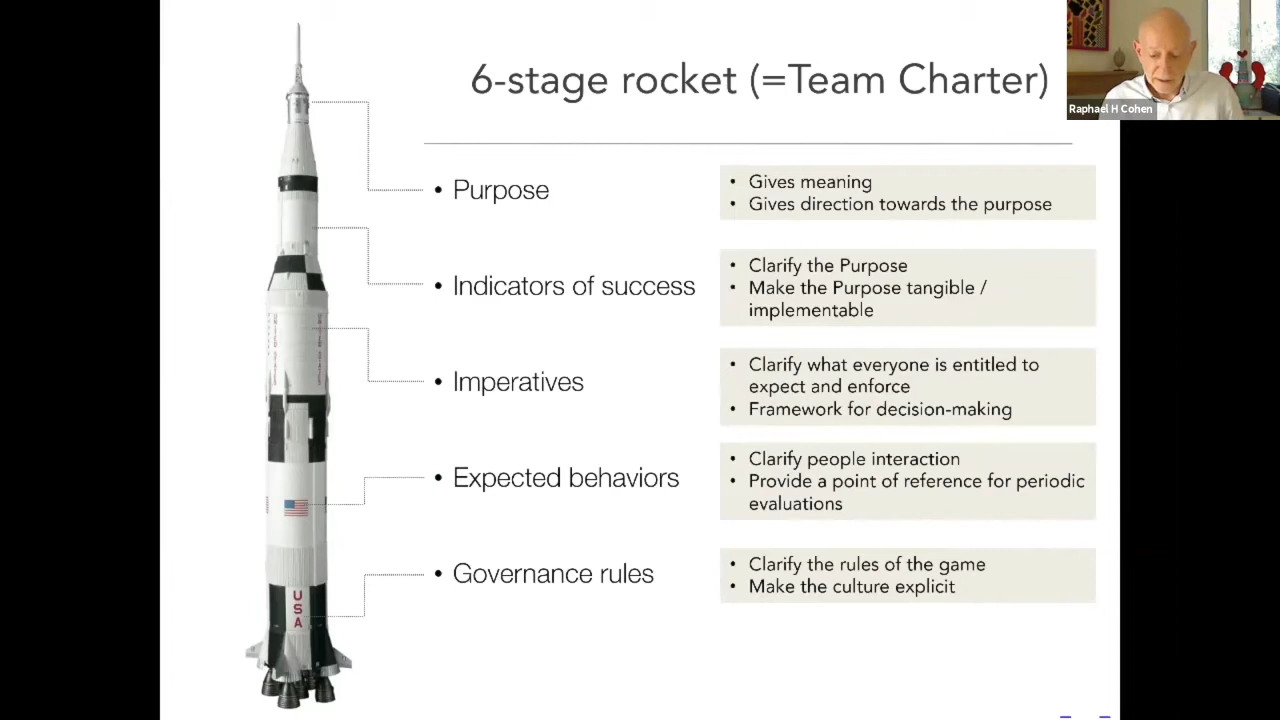 6-stage rocket (=Team Charter)
Raphael H Cohen
• Purpose
• Gives meaning
• Gives direction towards the purpose
• Indicators of success
• Clarify the Purpose
• Make the Purpose tangible /
implementable
• Imperatives
• Clarify what everyone is entitled to
expect and enforce
• Framework for decision-making
• Expected behaviors
• Clarify people interaction
• Provide a point of reference for periodic
evaluations
• Governance rules
• Clarify the rules of the game
• Make the culture explicit
U
S
A